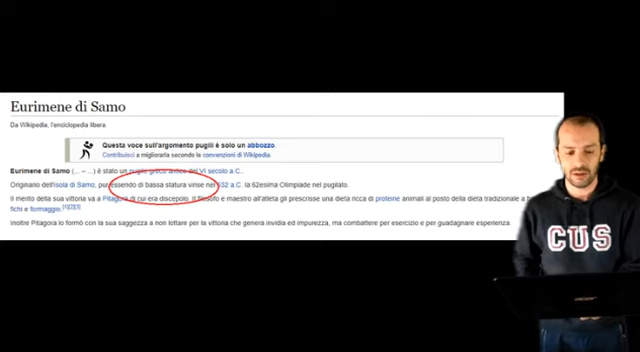 Eurimene di Samo
Da Wikipedia, l'enciclopedia libera
Questa voce sull'argomento pugili è solo un abbozzo.
Contribuisci a migliorarla secondo le convenzioni di Wikipedia.
Eurimene di Samo (... – ...) è stato un pugile greco antico del VI secolo a.C..
Originario dell'isola di Samo, pur essendo di bassa statura vinse nel 532 a.C. la 62esima Olimpiade nel pugilato.
Il merito della sua vittoria va a Pitagora di cui era discepolo. Il filosofo e maestro all'atleta gli prescrisse una dieta ricca di proteine animali al posto della dieta tradizionale a
fichi e formaggio.[1][2][3]
Inoltre Pitagora lo formò con la sua saggezza a non lottare per la vittoria che genera invidia ed impurezza, ma combattere per esercizio e per guadagnare esperienza.
CUS
acer